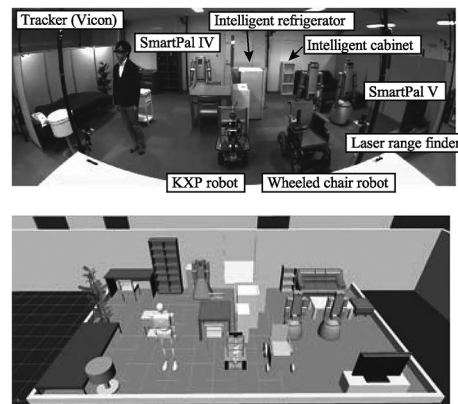 Tracker (Vicon)
Intelligent refrigerator
SmartPal IV
Intelligent cabinet
SmartPal V
Laser range finder
KXP robot
Wheeled chair robot